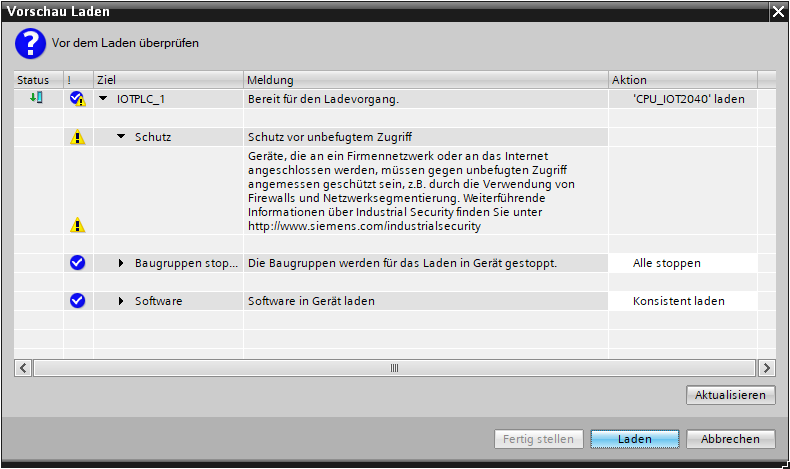 Vorschau Laden
Vor dem Laden überprüfen
Status ! Ziel Meldung Aktion
IOTPLC_1 Bereit für den Ladevorgang. 'CPU_IOT2040' laden
Schutz Schutz vor unbefugtem Zugriff
Geräte, die an ein Firmennetzwerk oder an das Internet
angeschlossen werden, müssen gegen unbefugten Zugriff
angemessen geschützt sein, z.B. durch die Verwendung von
Firewalls und Netzwerksegmentierung. Weiterführende
Informationen über Industrial Security finden Sie unter
http://www.siemens.com/industrialsecurity
Baugruppen stop... Die Baugruppen werden für das Laden in Gerät gestoppt. Alle stoppen
Software Software in Gerät laden Konsistent laden
Aktualisieren
Fertig stellen Laden Abbrechen